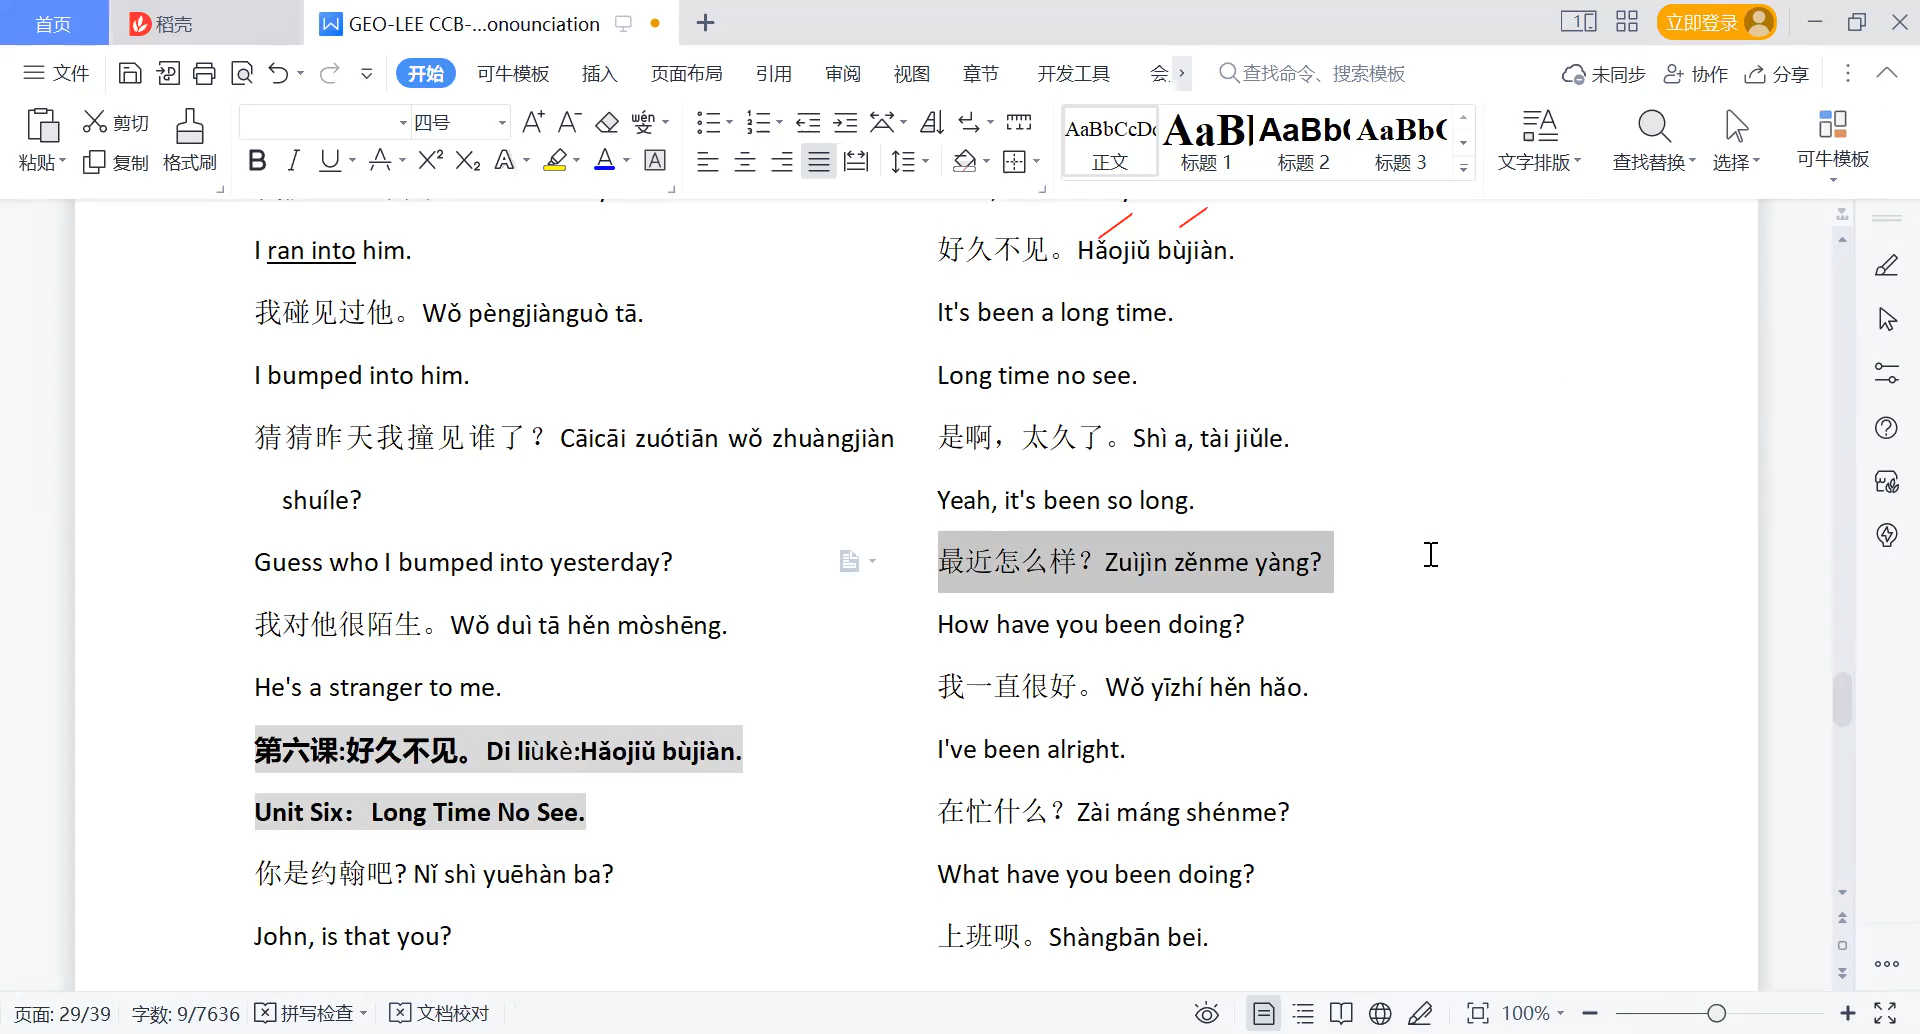 首页
稻壳
GEO-LEE CCB-...onounciation
立即登录
文件
开始
可牛模板
插入
页面布局
引用
审阅
视图
章节
开发工具
会
查找命令、搜索模板
未同步
协作
分享
粘贴
剪切
复制
格式刷
四号
B I U A X² X₂ A A A
AaBbCcDd
正文
AaBl
标题 1
AaBb(
标题 2
AaBb(
标题 3
文字排版
查找替换
选择
可牛模板
I ran into him.
我碰见过他。Wǒ pèngjiànguò tā.
I bumped into him.
猜猜昨天我撞见谁了？Cāicāi zuótiān wǒ zhuàngjiàn
shuíle?
Guess who I bumped into yesterday?
我对他很陌生。Wǒ duì tā hěn mòshēng.
He's a stranger to me.
第六课:好久不见。Di liùkè:Hǎojiǔ bùjiàn.
Unit Six：Long Time No See.
你是约翰吧? Nǐ shì yuēhàn ba?
John, is that you?
好久不见。Hǎojiǔ bùjiàn.
It's been a long time.
Long time no see.
是啊，太久了。Shì a, tài jiǔle.
Yeah, it's been so long.
最近怎么样？Zuìjìn zěnme yàng?
How have you been doing?
我一直很好。Wǒ yīzhí hěn hǎo.
I've been alright.
在忙什么？Zài máng shénme?
What have you been doing?
上班呗。Shàngbān bei.
页面: 29/39
字数: 9/7636
拼写检查
文档校对
100%